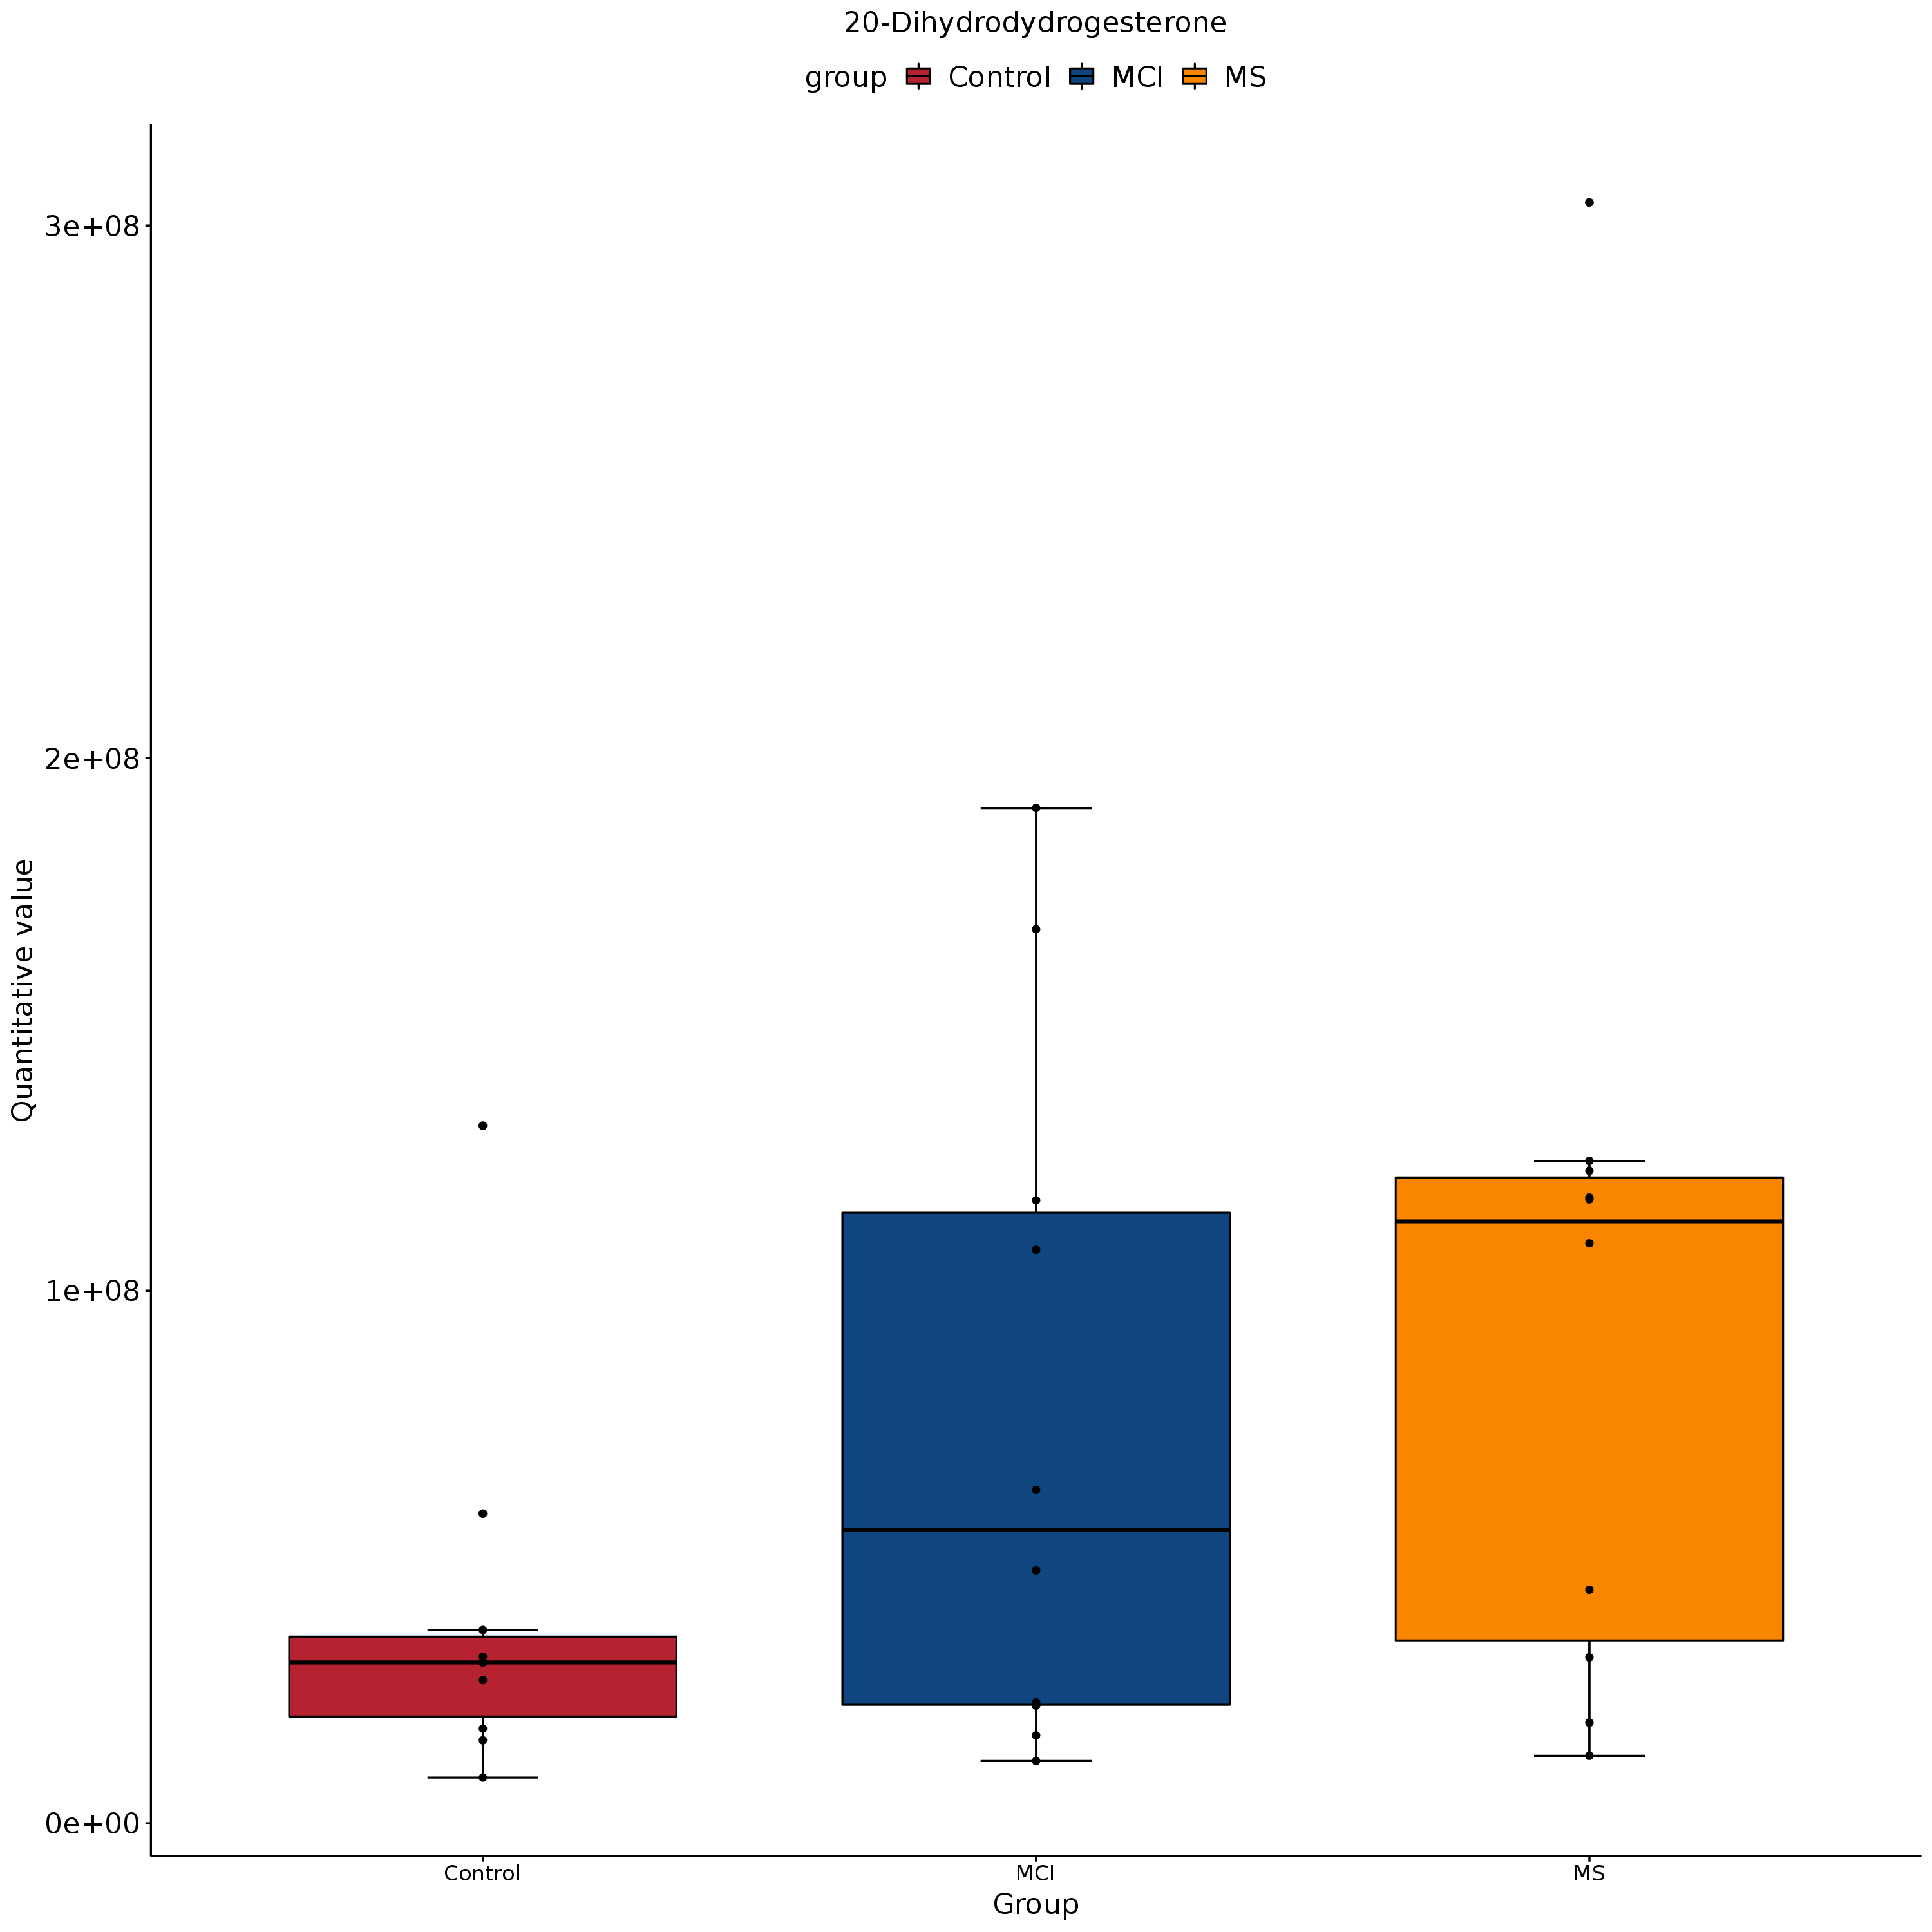 20-Dihydrodydrogesterone
group Control MCI MS
3e+08
2e+08
1e+08
0e+00
Quantitative value
Control MCI MS
Group